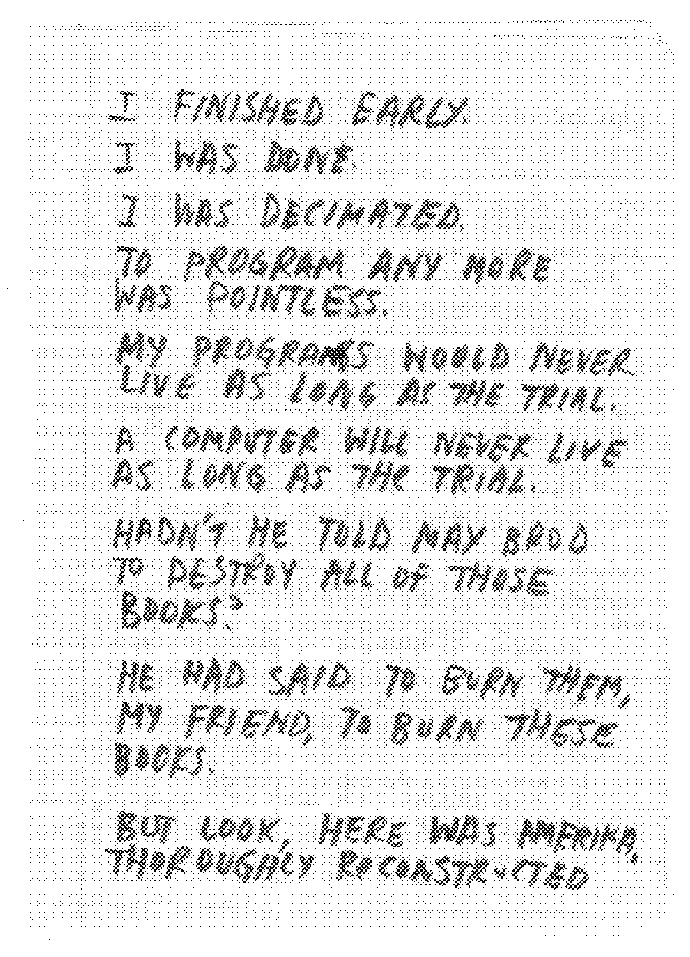 I FINISHED EARLY.
I WAS DONE.
I WAS DECIMATED.
TO PROGRAM ANY MORE
WAS POINTLESS.
MY PROGRAMS WOULD NEVER
LIVE AS LONG AS THE TRIAL.
A COMPUTER WILL NEVER LIVE
AS LONG AS THE TRIAL.
HADN'T HE TOLD MAX BROD
TO DESTROY ALL OF THOSE
BOOKS?
HE HAD SAID TO BURN THEM,
MY FRIEND, TO BURN THESE
BOOKS.
BUT LOOK, HERE WAS AMERIKA,
THOROUGHLY RECONSTRUCTED